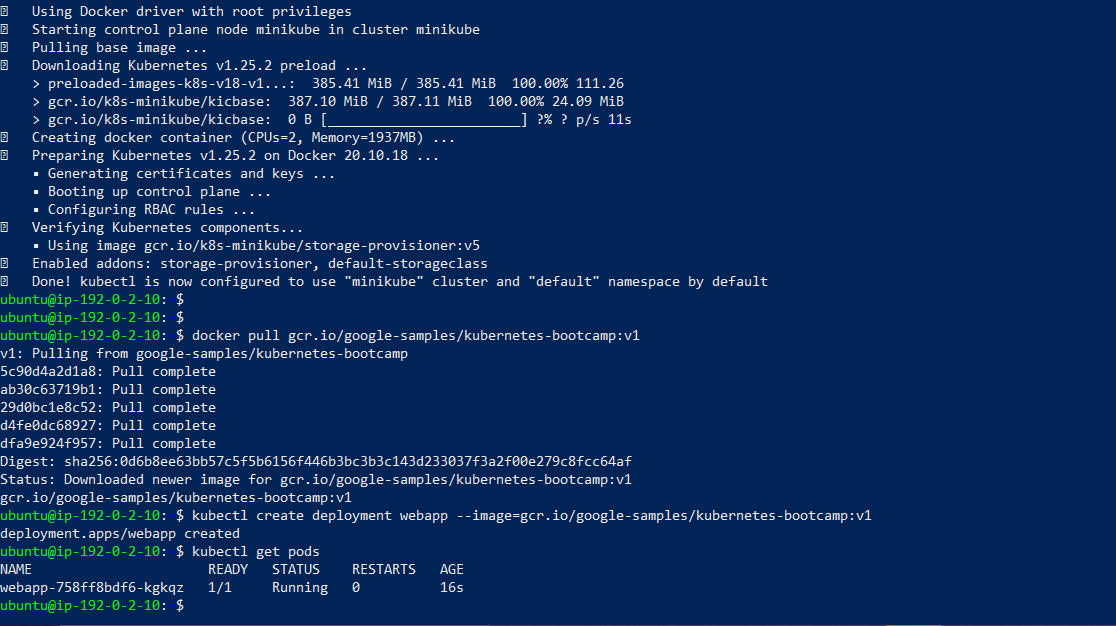 Using Docker driver with root privileges
Starting control plane node minikube in cluster minikube
Pulling base image ...
Downloading Kubernetes v1.25.2 preload ...
> preloaded-images-k8s-v18-v1...:  385.41 MiB / 385.41 MiB  100.00% 111.26
> gcr.io/k8s-minikube/kicbase:  387.10 MiB / 387.11 MiB  100.00% 24.09 MiB
> gcr.io/k8s-minikube/kicbase:  0 B [________________________] ?% ? p/s 11s
Creating docker container (CPUs=2, Memory=1937MB) ...
Preparing Kubernetes v1.25.2 on Docker 20.10.18 ...
▪ Generating certificates and keys ...
▪ Booting up control plane ...
▪ Configuring RBAC rules ...
Verifying Kubernetes components...
▪ Using image gcr.io/k8s-minikube/storage-provisioner:v5
Enabled addons: storage-provisioner, default-storageclass
Done! kubectl is now configured to use "minikube" cluster and "default" namespace by default
ubuntu@ip-192-0-2-10:~$
ubuntu@ip-192-0-2-10:~$
ubuntu@ip-192-0-2-10:~$ docker pull gcr.io/google-samples/kubernetes-bootcamp:v1
v1: Pulling from google-samples/kubernetes-bootcamp
5c90d4a2d1a8: Pull complete
ab30c63719b1: Pull complete
29d0bc1e8c52: Pull complete
d4fe0dc68927: Pull complete
dfa9e924f957: Pull complete
Digest: sha256:0d6b8ee63bb57c5f5b6156f446b3bc3b3c143d233037f3a2f00e279c8fcc64af
Status: Downloaded newer image for gcr.io/google-samples/kubernetes-bootcamp:v1
gcr.io/google-samples/kubernetes-bootcamp:v1
ubuntu@ip-192-0-2-10:~$ kubectl create deployment webapp --image=gcr.io/google-samples/kubernetes-bootcamp:v1
deployment.apps/webapp created
ubuntu@ip-192-0-2-10:~$ kubectl get pods
NAME                      READY   STATUS    RESTARTS   AGE
webapp-758ff8bdf6-kgkqz   1/1     Running   0          16s
ubuntu@ip-192-0-2-10:~$